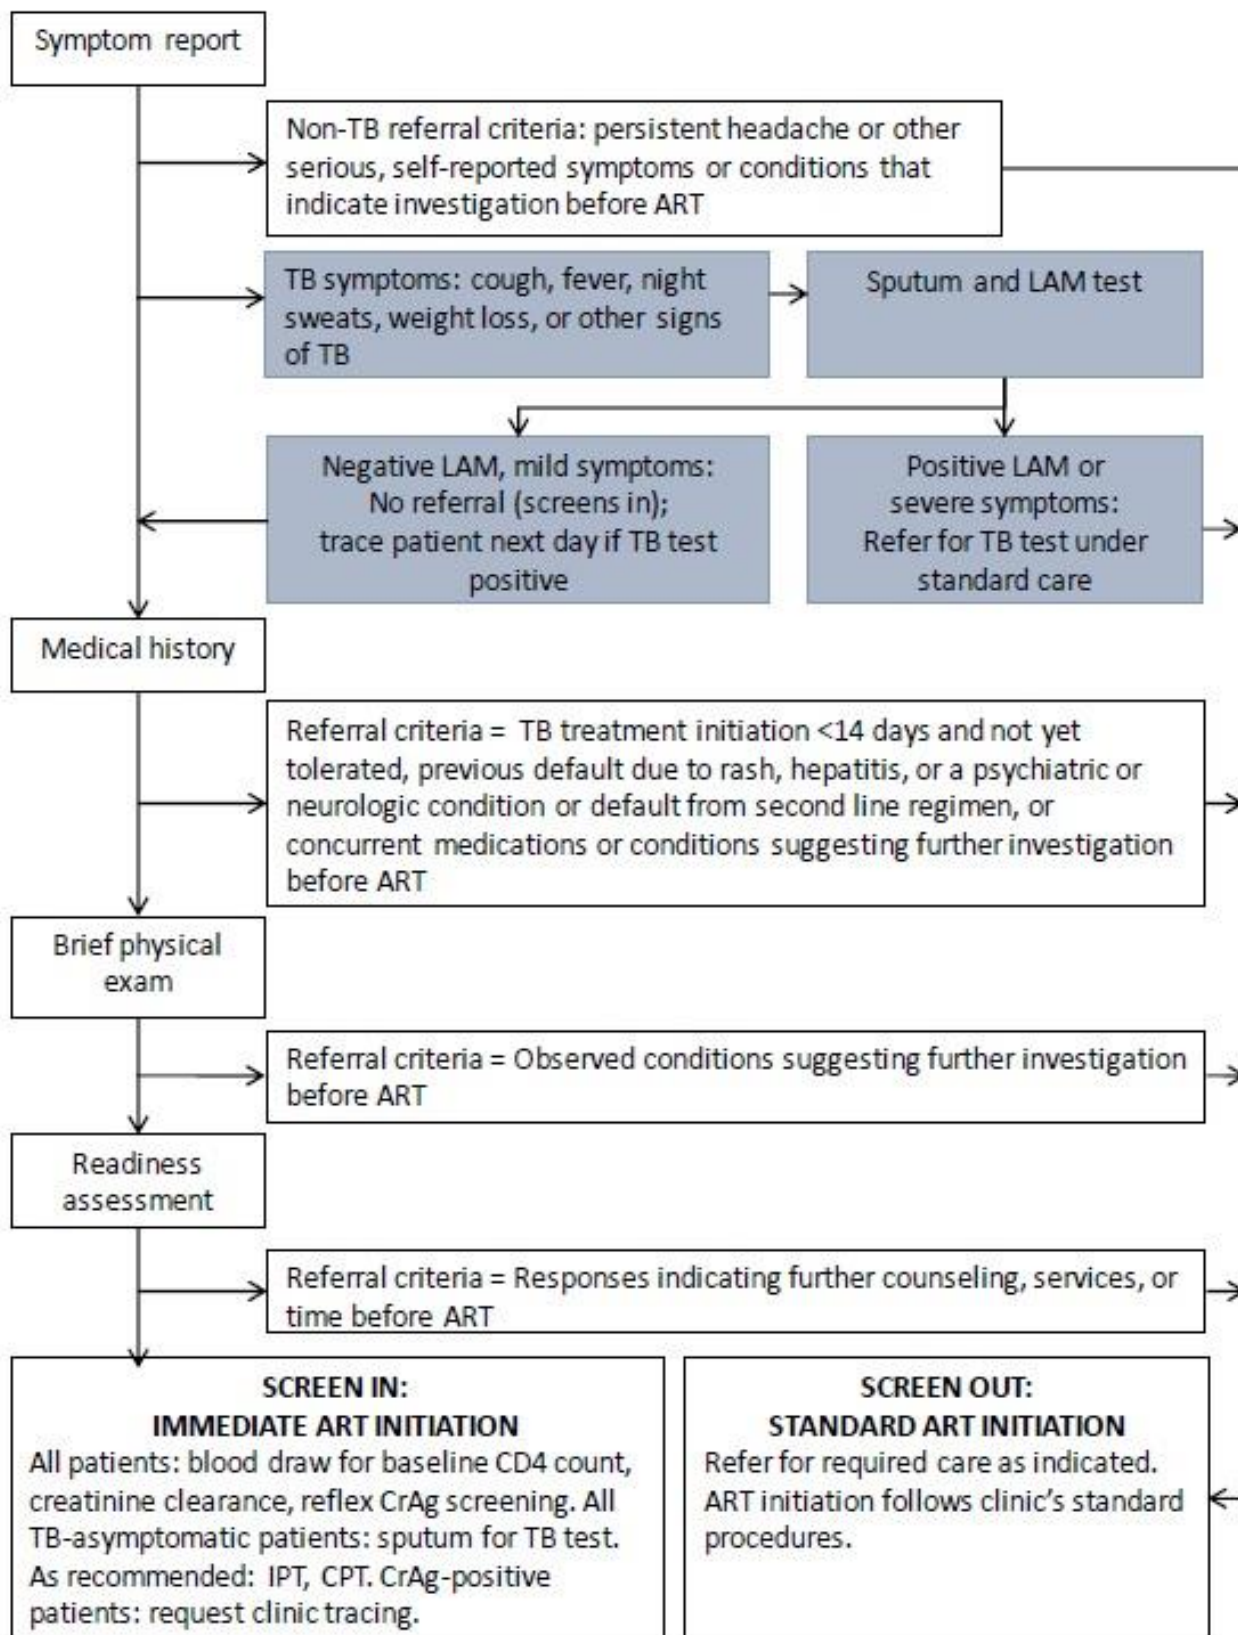 Symptom report
Non-TB referral criteria: persistent headache or other
serious, self-reported symptoms or conditions that
indicate investigation before ART
TB symptoms: cough, fever, night
sweats, weight loss, or other signs
of TB
Sputum and LAM test
Negative LAM, mild symptoms:
No referral (screens in);
trace patient next day if TB test
positive
Positive LAM or
severe symptoms:
Refer for TB test under
standard care
Medical history
Referral criteria = TB treatment initiation <14 days and not yet
tolerated, previous default due to rash, hepatitis, or a psychiatric or
neurologic condition or default from second line regimen, or
concurrent medications or conditions suggesting further investigation
before ART
Brief physical
exam
Referral criteria = Observed conditions suggesting further investigation
before ART
Readiness
assessment
Referral criteria = Responses indicating further counseling, services, or
time before ART
SCREEN IN:
IMMEDIATE ART INITIATION
All patients: blood draw for baseline CD4 count,
creatinine clearance, reflex CrAg screening. All
TB-asymptomatic patients: sputum for TB test.
As recommended: IPT, CPT. CrAg-positive
patients: request clinic tracing.
SCREEN OUT:
STANDARD ART INITIATION
Refer for required care as indicated.
ART initiation follows clinic's standard
procedures.